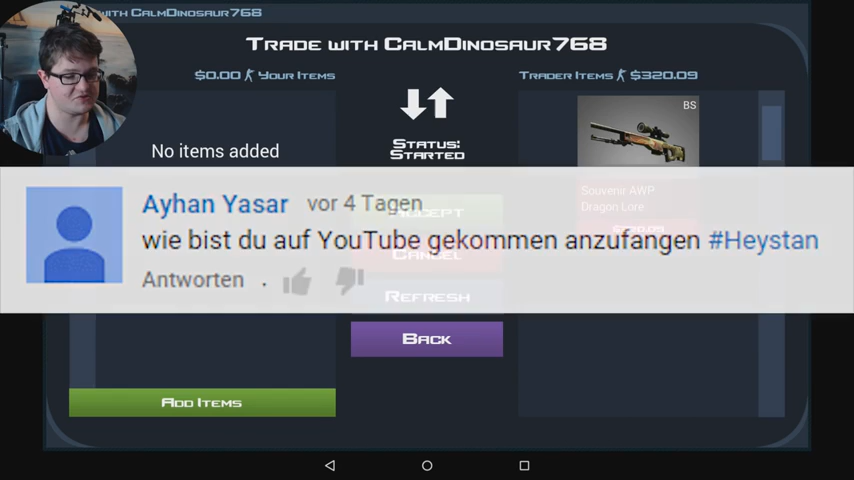 with CalmDinosaur768
Trade with CalmDinosaur768
$0.00 Your Items
Trader Items $320.09
BS
Status:
Started
No items added
Souvenir AWP
Dragon Lore
Ayhan Yasar vor 4 Tagen
wie bist du auf YouTube gekommen anzufangen #Heystan
Antworten .
Accept
Cancel
Refresh
Back
Add Items